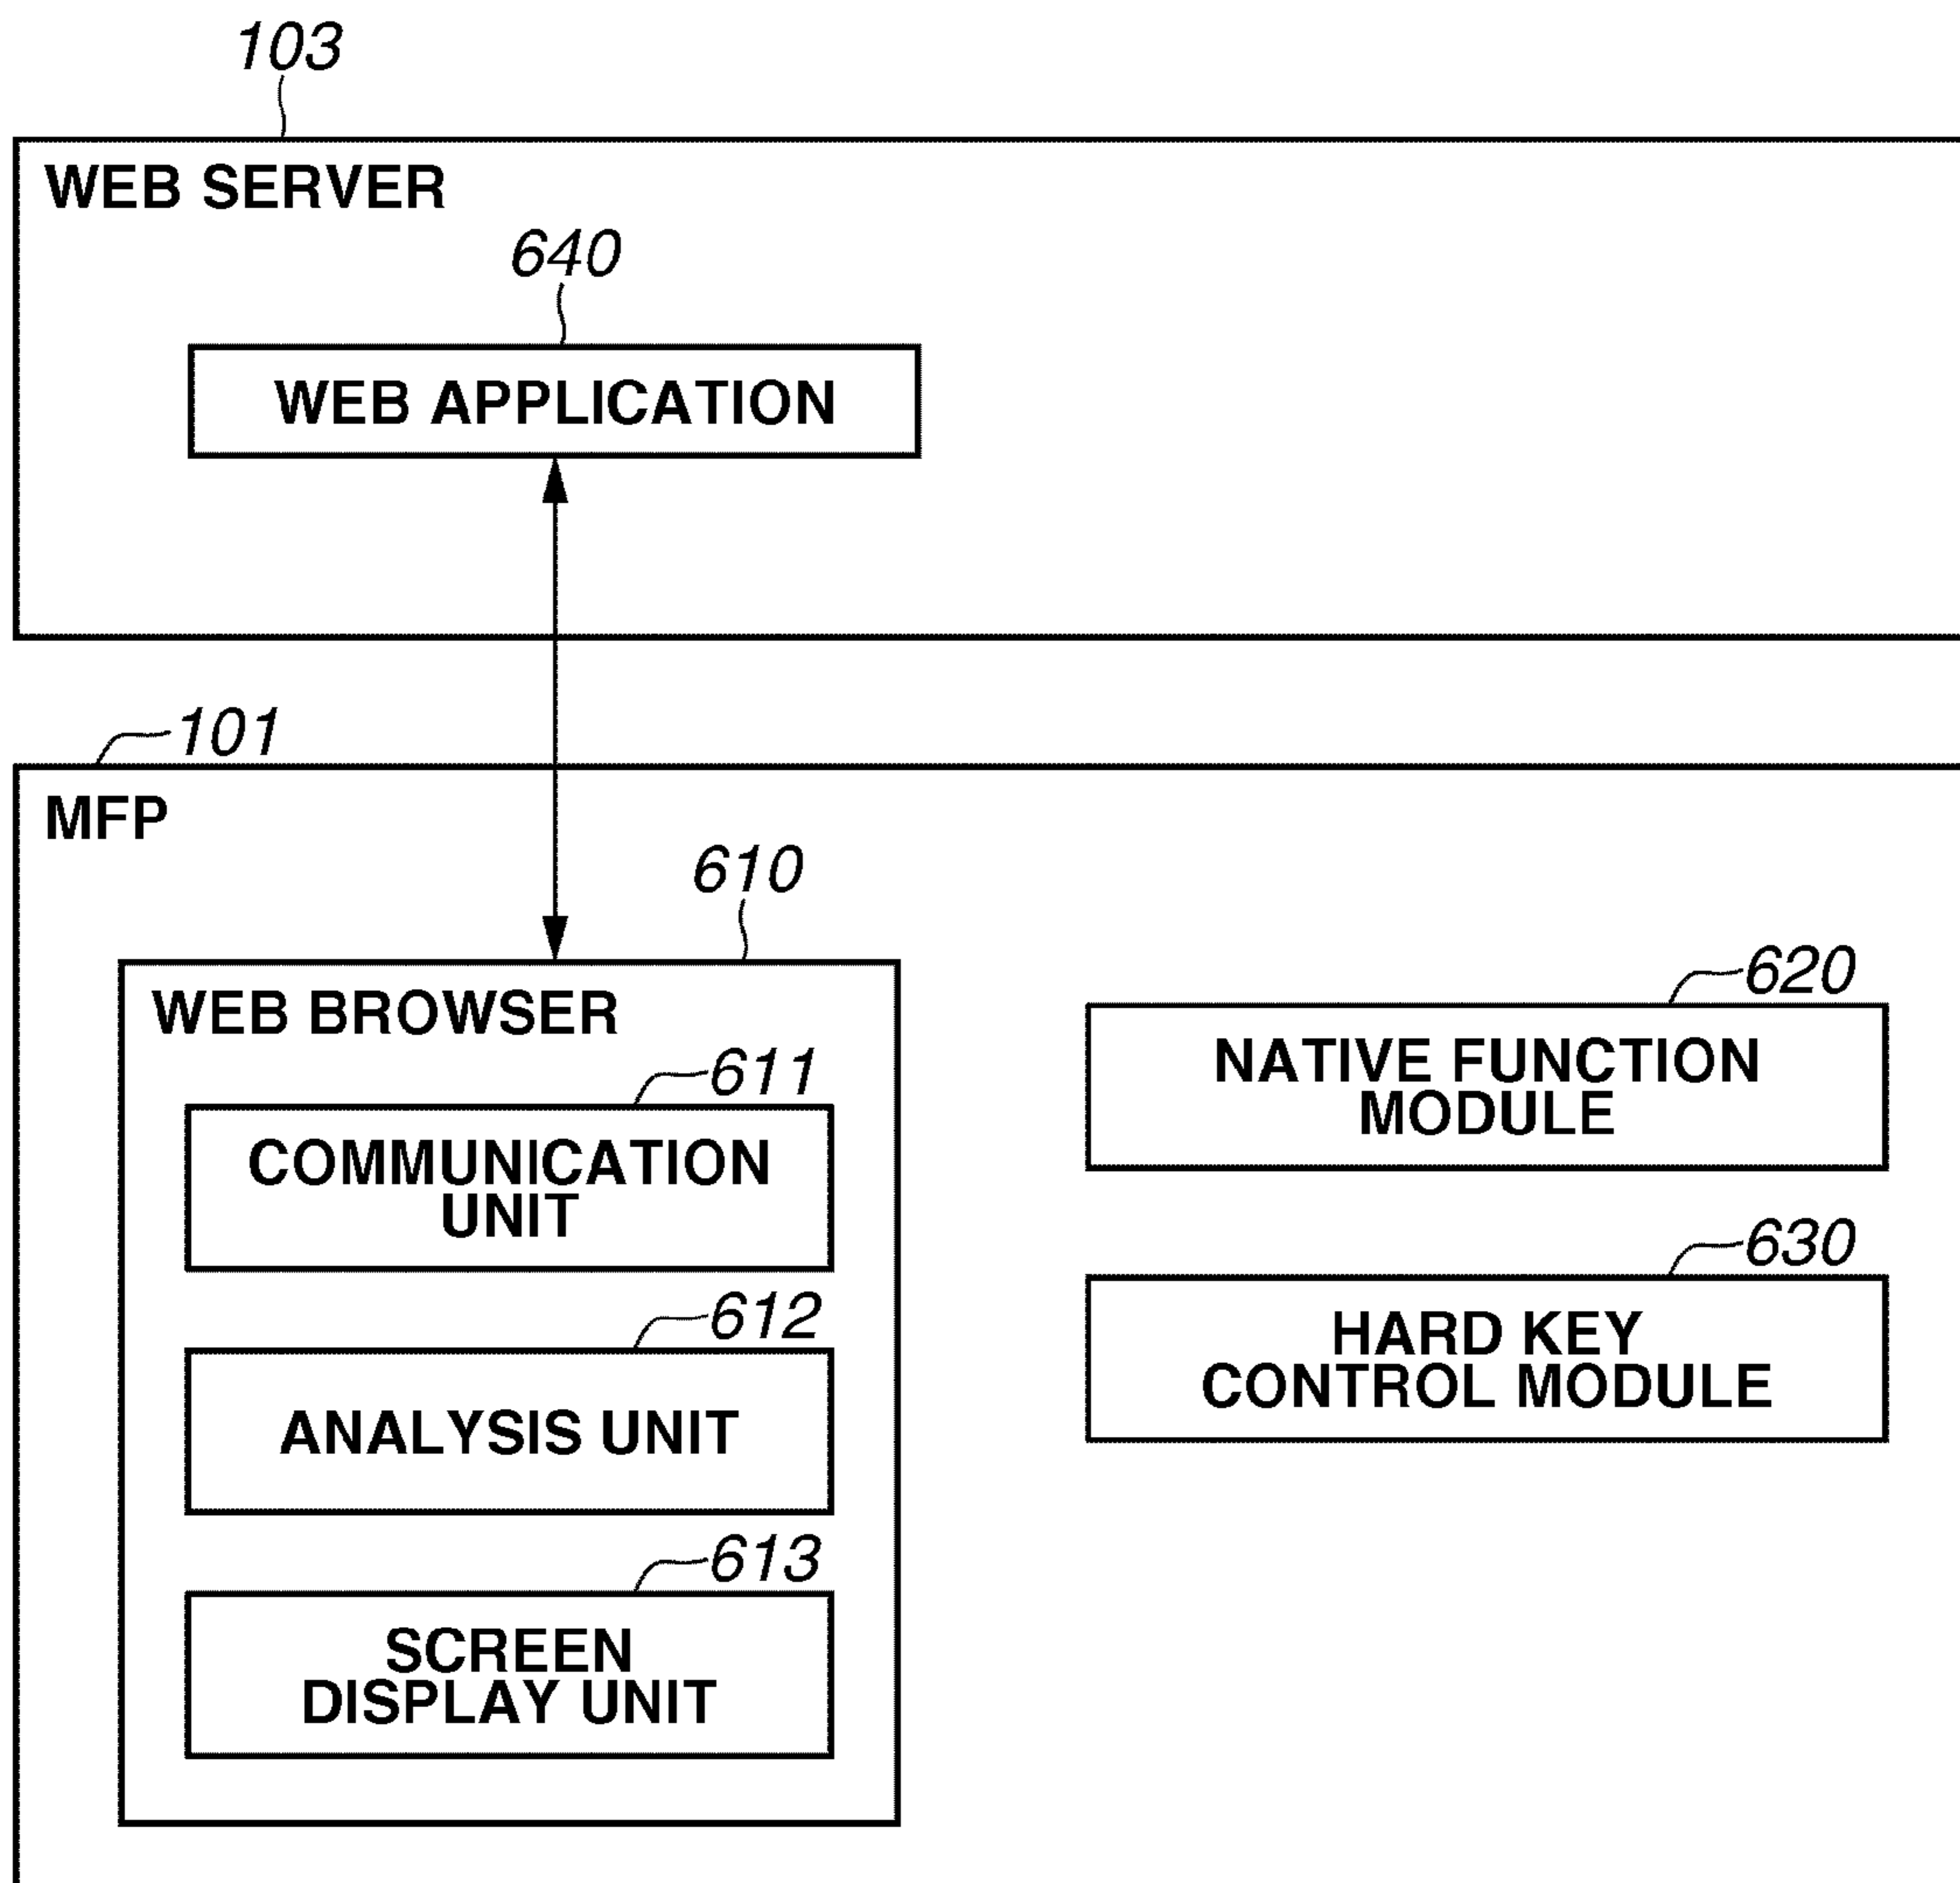 103
WEB SERVER
640
WEB APPLICATION
101
MFP
610
WEB BROWSER
611
COMMUNICATION
UNIT
612
ANALYSIS UNIT
613
SCREEN
DISPLAY UNIT
620
NATIVE FUNCTION
MODULE
630
HARD KEY
CONTROL MODULE